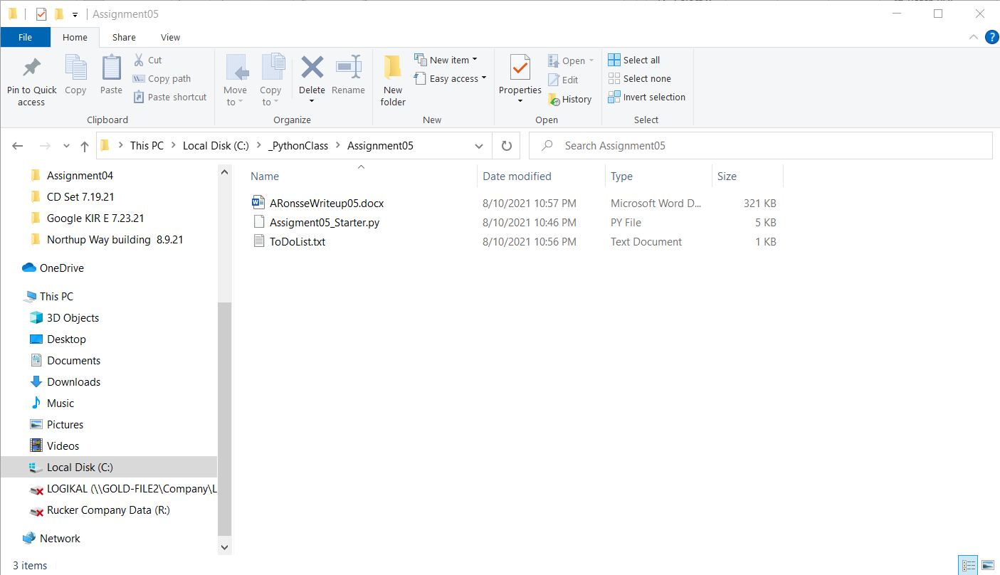 Assignment05
File Home Share View
Pin to Quick access
Copy
Paste
Cut
Copy path
Paste shortcut
Clipboard
Move to
Copy to
Delete
Rename
Organize
New folder
New item
Easy access
New
Properties
Open
Edit
History
Open
Select all
Select none
Invert selection
Select
This PC > Local Disk (C:) > _PythonClass > Assignment05
Search Assignment05
Assignment04
CD Set 7.19.21
Google KIR E 7.23.21
Northup Way building 8.9.21
OneDrive
This PC
3D Objects
Desktop
Documents
Downloads
Music
Pictures
Videos
Local Disk (C:)
LOGIKAL (\\GOLD-FILE2\Company\L
Rucker Company Data (R:)
Network
Name Date modified Type Size
ARonsseWriteup05.docx 8/10/2021 10:57 PM Microsoft Word D... 321 KB
Assigment05_Starter.py 8/10/2021 10:46 PM PY File 5 KB
ToDoList.txt 8/10/2021 10:56 PM Text Document 1 KB
3 items